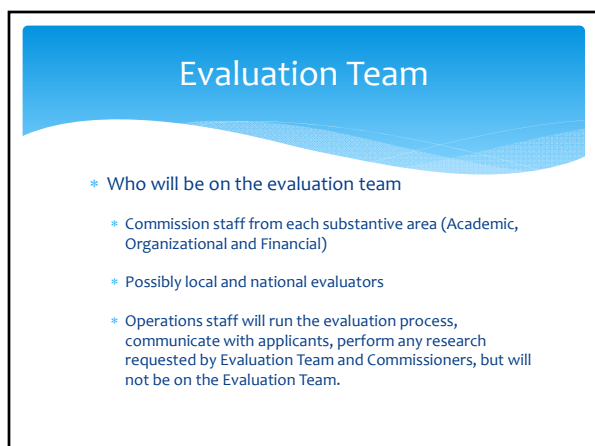 Evaluation Team
* Who will be on the evaluation team
* Commission staff from each substantive area (Academic,
Organizational and Financial)
* Possibly local and national evaluators
* Operations staff will run the evaluation process,
communicate with applicants, perform any research
requested by Evaluation Team and Commissioners, but will
not be on the Evaluation Team.